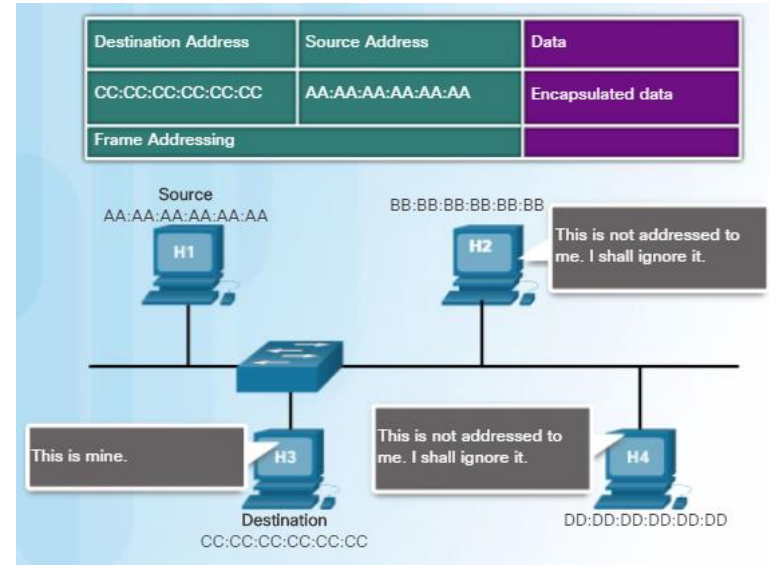 Destination Address Source Address Data
CC:CC:CC:CC:CC:CC AA:AA:AA:AA:AA:AA Encapsulated data
Frame Addressing
Source
AA:AA:AA:AA:AA:AA
H1
BB:BB:BB:BB:BB:BB
H2
This is not addressed to
me. I shall ignore it.
This is mine.
H3
Destination
CC:CC:CC:CC:CC:CC
This is not addressed to
me. I shall ignore it.
H4
DD:DD:DD:DD:DD:DD